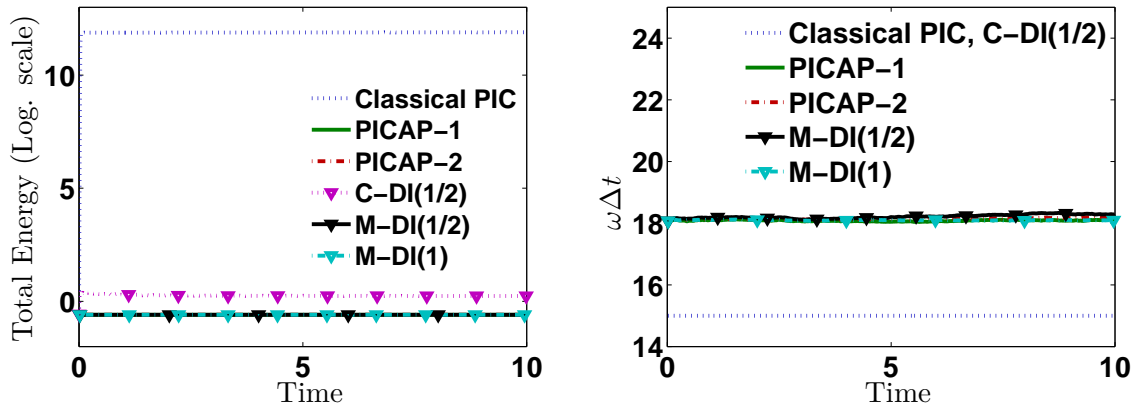 Total Energy (Log. scale)
10
5
0
Classical PIC
PICAP−1
PICAP−2
C−DI(1/2)
M−DI(1/2)
M−DI(1)
0
5
10
Time
ωΔt
24
22
20
18
16
14
Classical PIC, C−DI(1/2)
PICAP−1
PICAP−2
M−DI(1/2)
M−DI(1)
0
5
10
Time